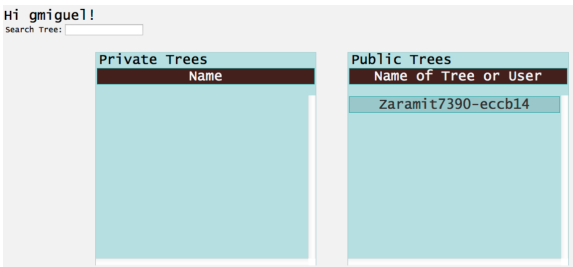 Hi gmiguel!
Search Tree:
Private Trees
Name
Public Trees
Name of Tree or User
Zaramit7390-eccb14